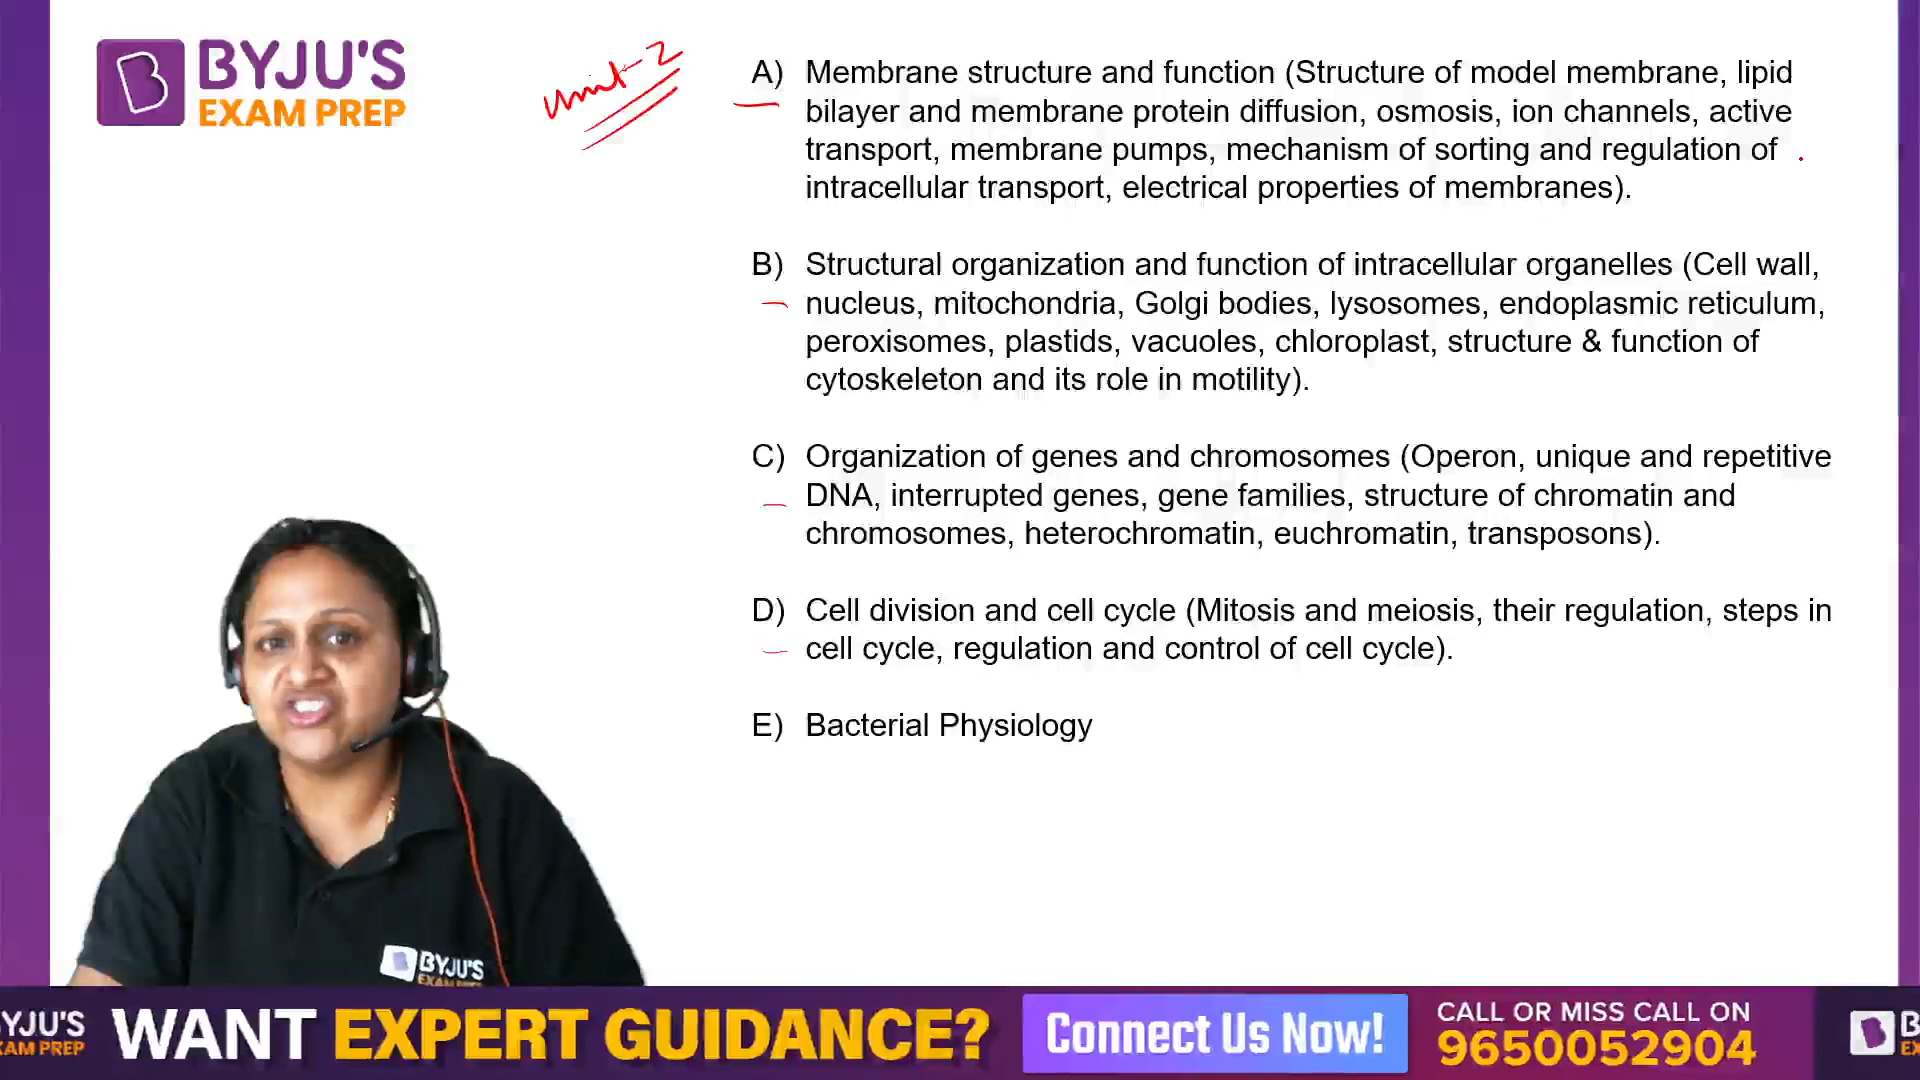 BYJU'S
EXAM PREP
Unit-2
A) Membrane structure and function (Structure of model membrane, lipid
bilayer and membrane protein diffusion, osmosis, ion channels, active
transport, membrane pumps, mechanism of sorting and regulation of
intracellular transport, electrical properties of membranes).
B) Structural organization and function of intracellular organelles (Cell wall,
nucleus, mitochondria, Golgi bodies, lysosomes, endoplasmic reticulum,
peroxisomes, plastids, vacuoles, chloroplast, structure & function of
cytoskeleton and its role in motility).
C) Organization of genes and chromosomes (Operon, unique and repetitive
DNA, interrupted genes, gene families, structure of chromatin and
chromosomes, heterochromatin, euchromatin, transposons).
D) Cell division and cell cycle (Mitosis and meiosis, their regulation, steps in
cell cycle, regulation and control of cell cycle).
E) Bacterial Physiology
BYJU'S
EXAM PREP
YJU'S
AM PREP
WANT EXPERT GUIDANCE?
Connect Us Now!
CALL OR MISS CALL ON
9650052904
B
EX